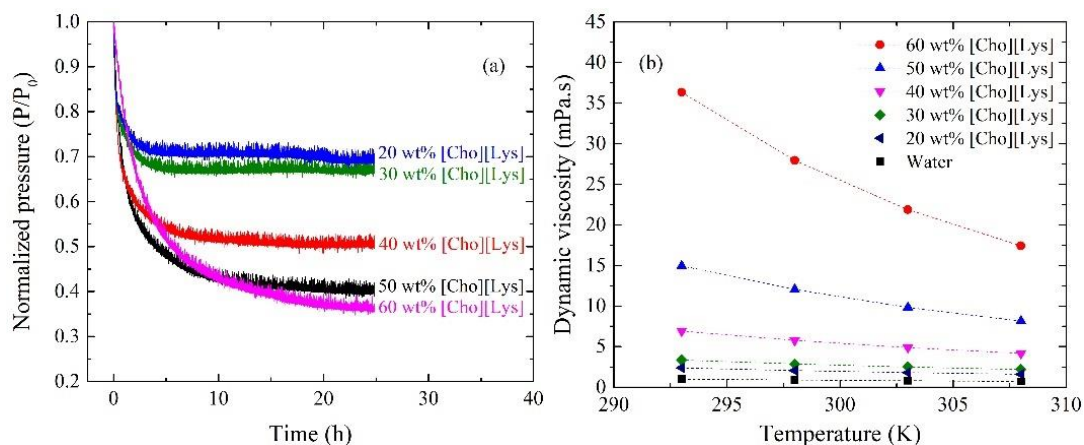 (a)
Normalized pressure (P/P0)
1.0
0.9
0.8
0.7
0.6
0.5
0.4
0.3
0.2
20 wt% [Cho][Lys]
30 wt% [Cho][Lys]
40 wt% [Cho][Lys]
50 wt% [Cho][Lys]
60 wt% [Cho][Lys]
0 10 20 30 40
Time (h)
(b)
Dynamic viscosity (mPa.s)
45
40
35
30
25
20
15
10
5
0
60 wt% [Cho][Lys]
50 wt% [Cho][Lys]
40 wt% [Cho][Lys]
30 wt% [Cho][Lys]
20 wt% [Cho][Lys]
Water
290 295 300 305 310
Temperature (K)